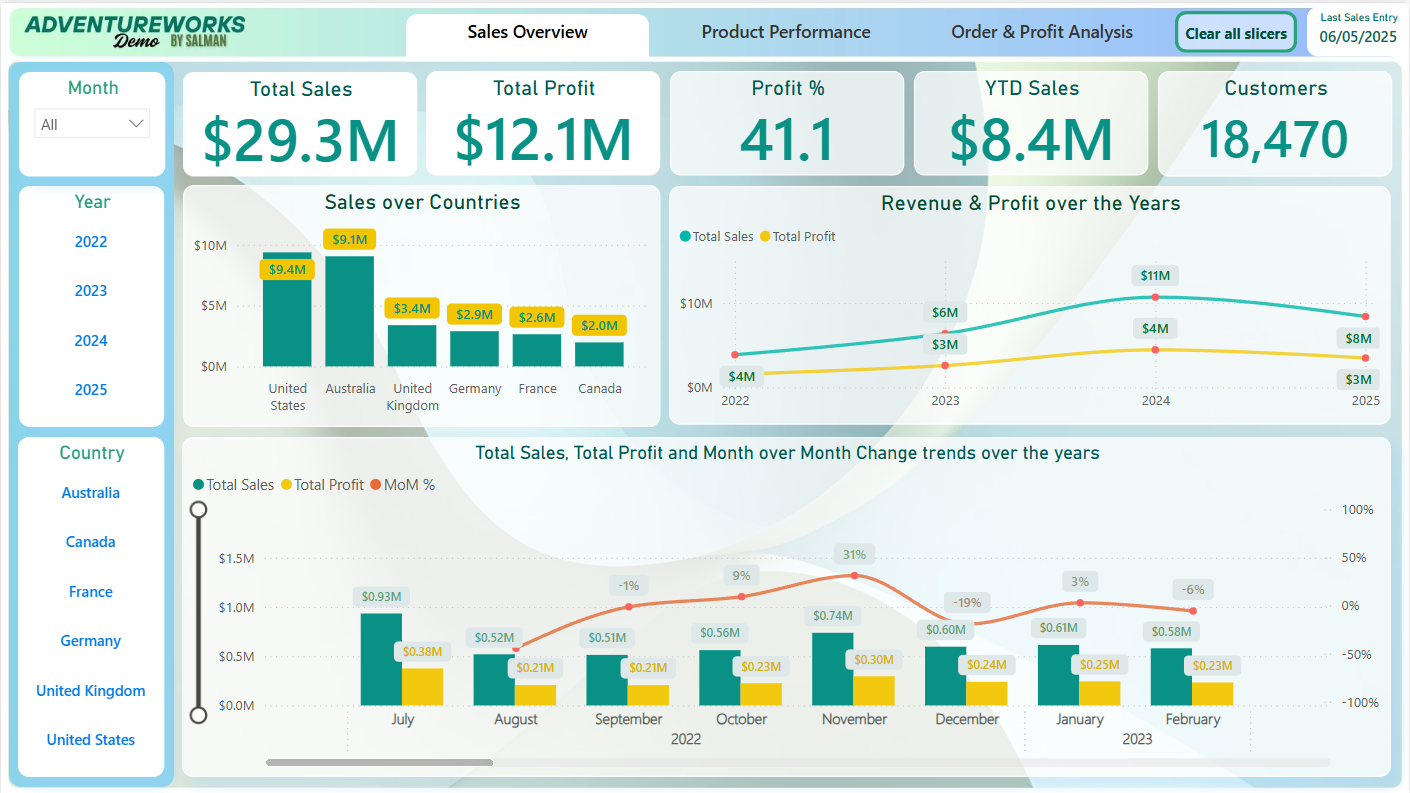 ADVENTUREWORKS
Demo BY SALMAN
Sales Overview
Product Performance
Order & Profit Analysis
Clear all slicers
Last Sales Entry
06/05/2025
Month
All
Year
2022
2023
2024
2025
Country
Australia
Canada
France
Germany
United Kingdom
United States
Total Sales
$29.3M
Total Profit
$12.1M
Profit %
41.1
YTD Sales
$8.4M
Customers
18,470
Sales over Countries
$10M
$5M
$0M
$9.4M
$9.1M
$3.4M
$2.9M
$2.6M
$2.0M
United States
Australia
United Kingdom
Germany
France
Canada
Revenue & Profit over the Years
Total Sales
Total Profit
$10M
$0M
$4M
$6M
$3M
$11M
$4M
$8M
$3M
2022
2023
2024
2025
Total Sales, Total Profit and Month over Month Change trends over the years
Total Sales
Total Profit
MoM %
$1.5M
$1.0M
$0.5M
$0.0M
100%
50%
0%
-50%
-100%
-1%
9%
31%
-19%
3%
-6%
$0.93M
$0.38M
$0.52M
$0.21M
$0.51M
$0.21M
$0.56M
$0.23M
$0.74M
$0.30M
$0.60M
$0.24M
$0.61M
$0.25M
$0.58M
$0.23M
July
August
September
October
November
December
January
February
2022
2023